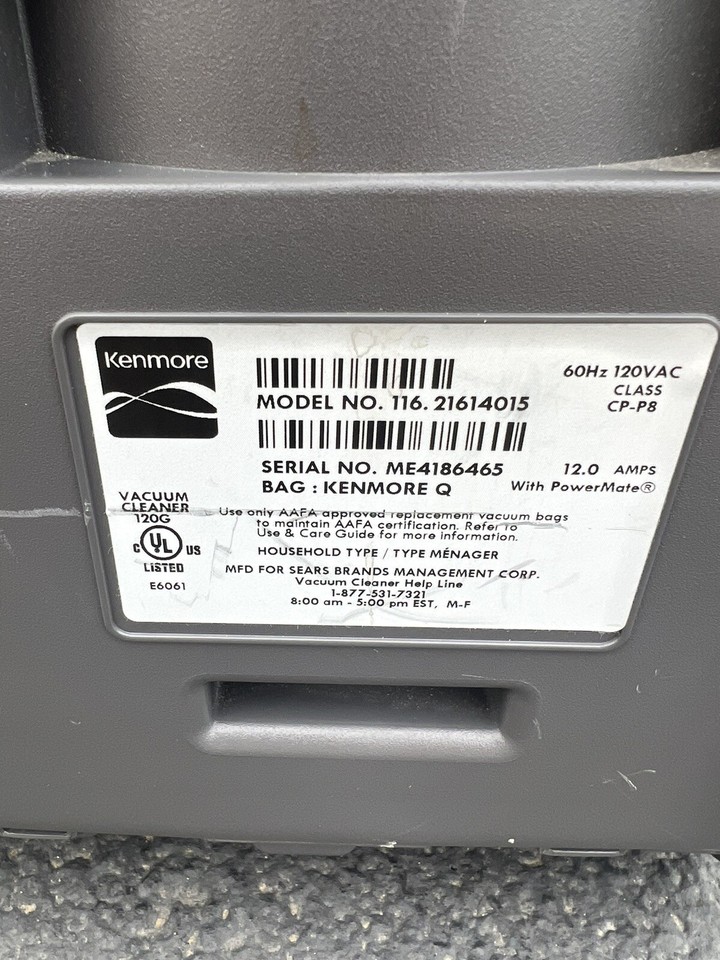 Kenmore
60Hz 120VAC
CLASS
CP-P8
MODEL NO. 116.21614015
SERIAL NO. ME4186465
12.0 AMPS
BAG : KENMORE Q
With PowerMate®
VACUUM
CLEANER
120G
C UL US
LISTED
E6061
Use only AAFA approved replacement vacuum bags
to maintain AAFA certification. Refer to
Use & Care Guide for more information.
HOUSEHOLD TYPE / TYPE MÉNAGER
MFD FOR SEARS BRANDS MANAGEMENT CORP.
Vacuum Cleaner Help Line
1-877-531-7321
8:00 am - 5:00 pm EST, M-F